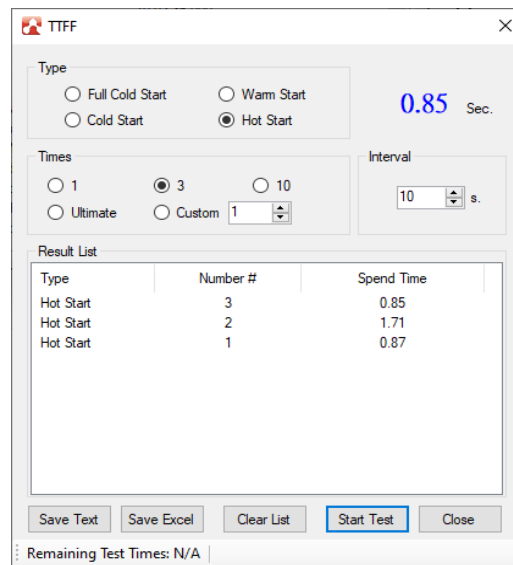 TTFF
Type
Full Cold Start Warm Start
Cold Start Hot Start
0.85 Sec.
Times
1 3 10
Ultimate Custom 1
Interval
10 s.
Result List
Type Number # Spend Time
Hot Start 3 0.85
Hot Start 2 1.71
Hot Start 1 0.87
Save Text Save Excel Clear List Start Test Close
Remaining Test Times: N/A